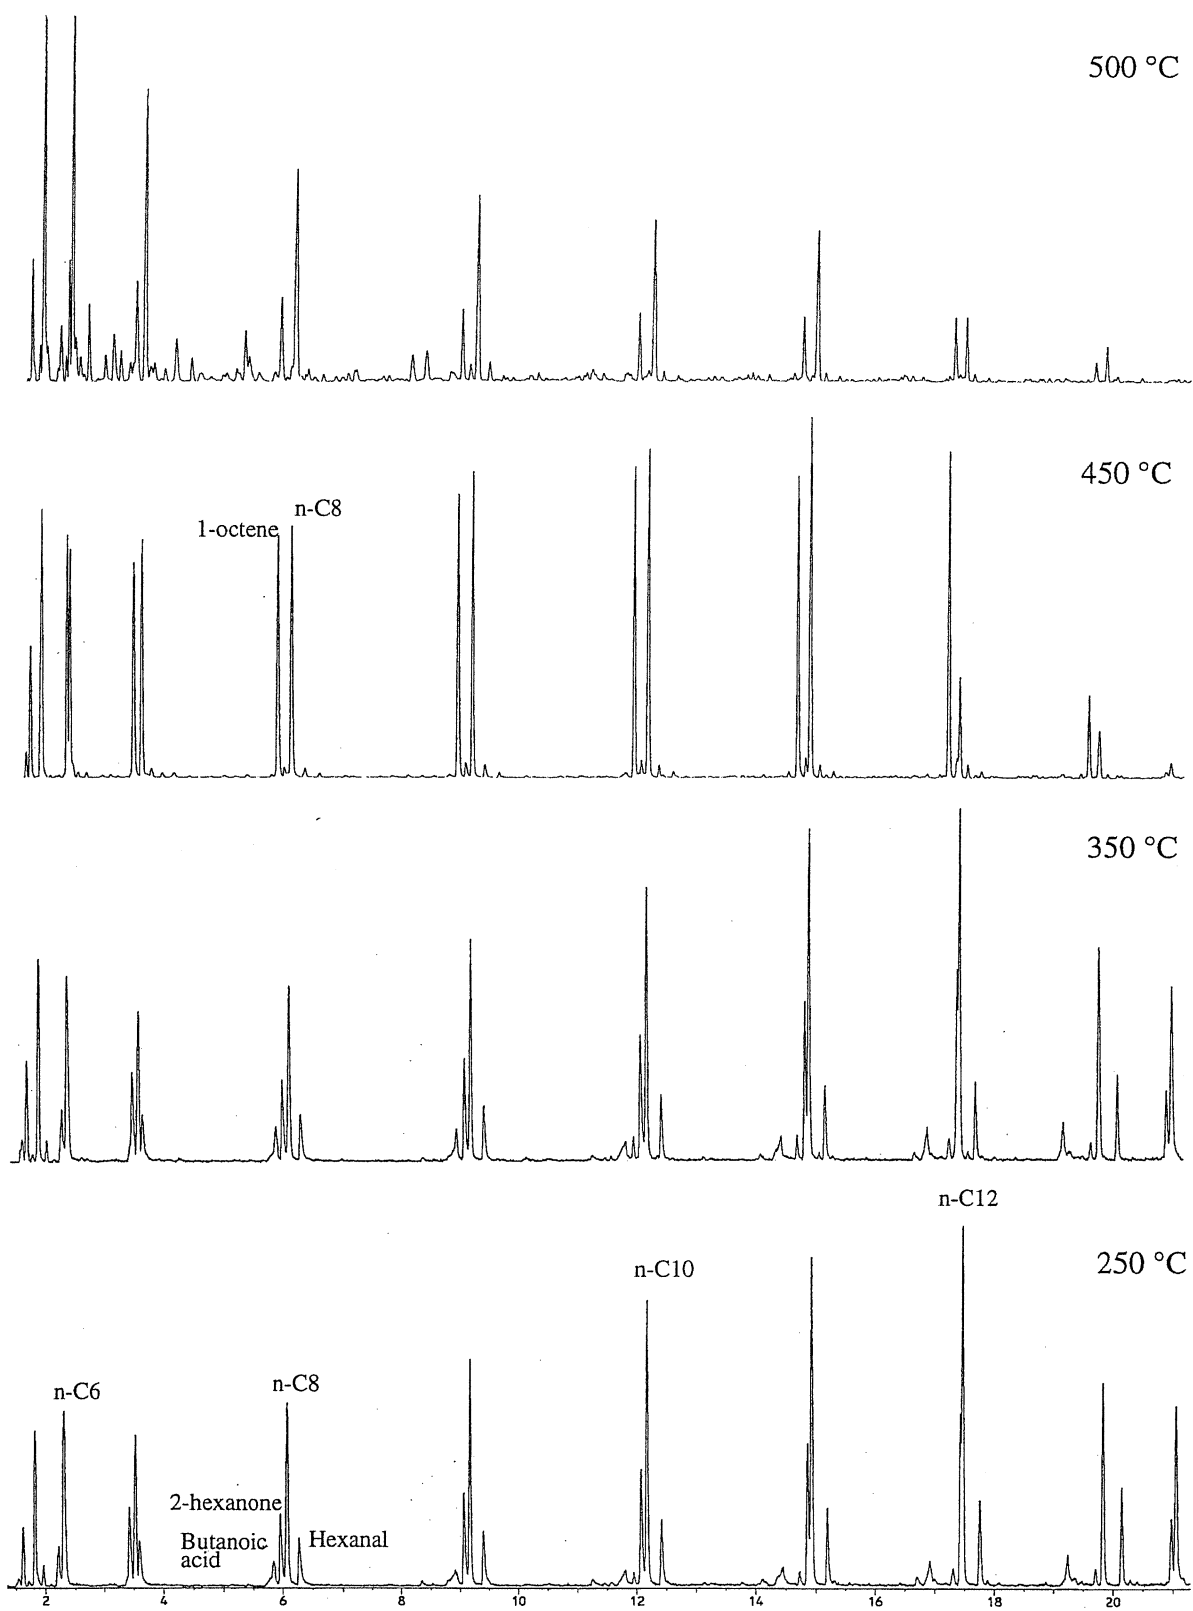 500 °C
450 °C
n-C8
1-octene
350 °C
n-C12
250 °C
n-C10
n-C6
n-C8
2-hexanone
Butanoic
acid
Hexanal
2 4 6 8 10 12 14 16 18 20